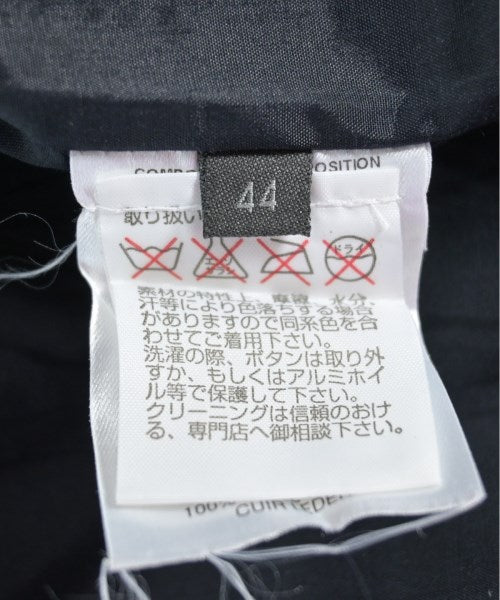 44
取り扱い
ドライ
素材の特性上、摩擦、水分、
汗等により色落ちする場合
がありますので同系色を合
わせてご着用下さい。
洗濯の際、ボタンは取り外
すか、もしくはアルミホイ
ル等で保護して下さい。
クリーニングは信頼のおけ
る、専門店へ御相談下さい。
100% CUIR